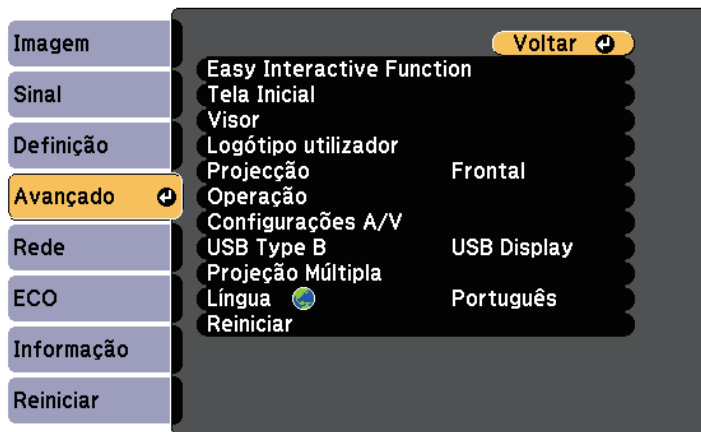 Imagem
Sinal
Definição
Avançado
Rede
ECO
Informação
Reiniciar
Voltar
Easy Interactive Function
Tela Inicial
Visor
Logótipo utilizador
Projecção Frontal
Operação
Configurações A/V
USB Type B USB Display
Projeção Múltipla
Língua Português
Reiniciar